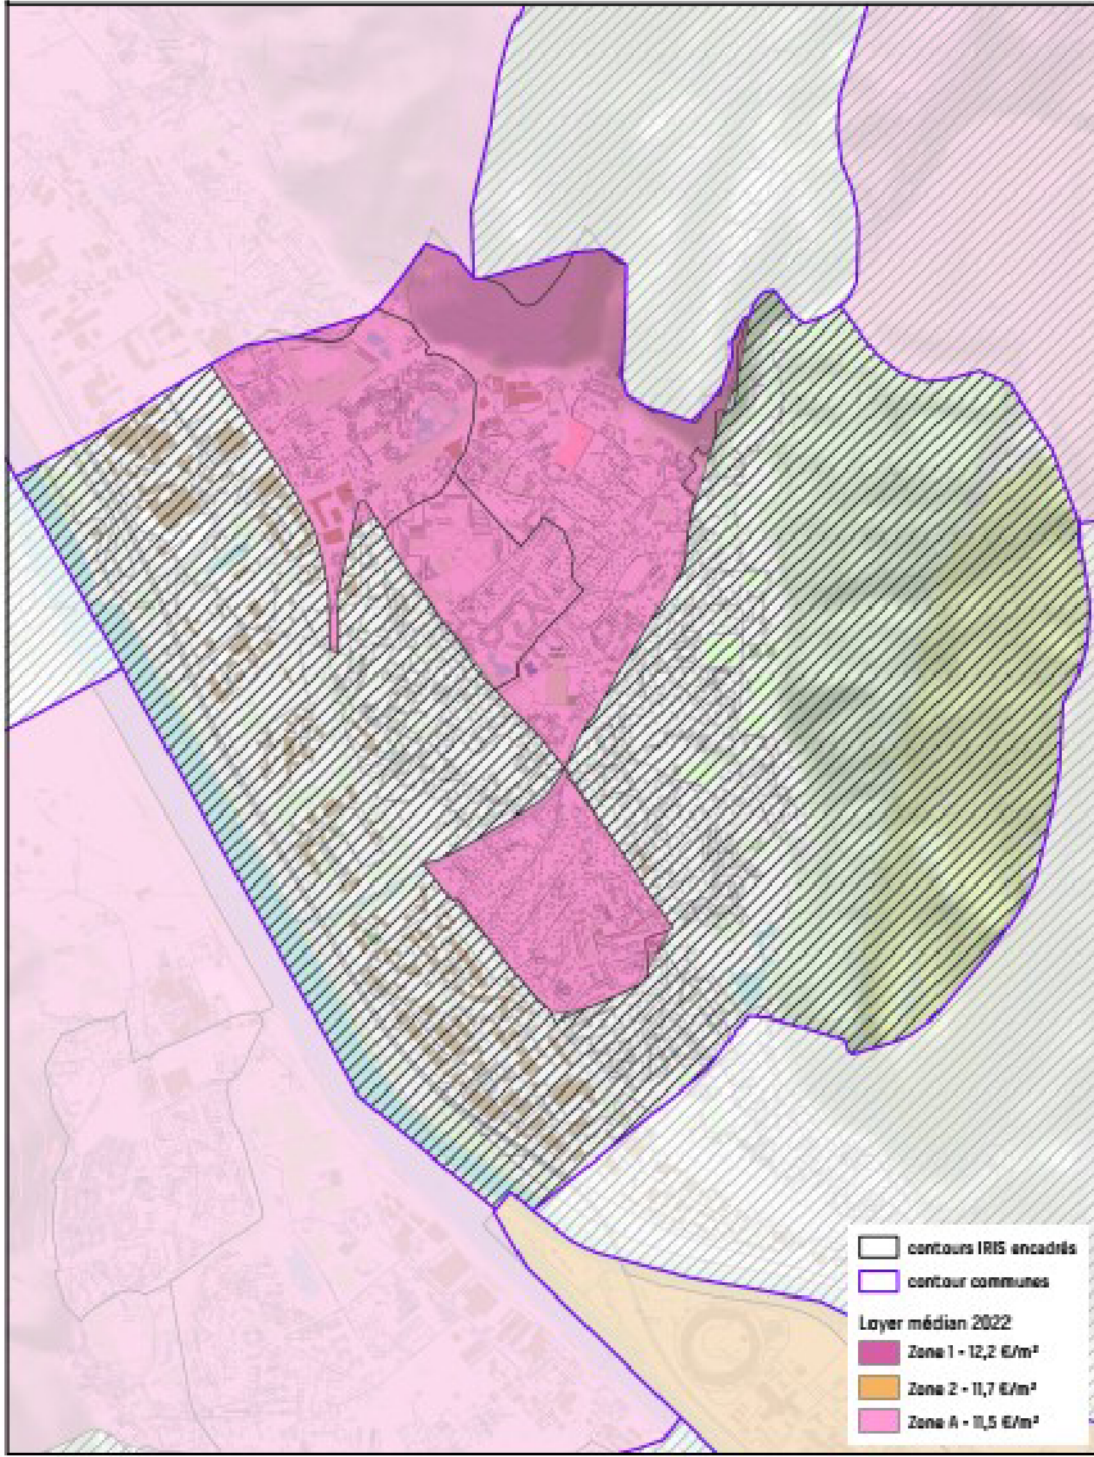 contours IRIS encadrés
contour communes
Loyer médian 2022
Zone 1 - 12,2 €/m²
Zone 2 - 11,7 €/m²
Zone A - 11,5 €/m²